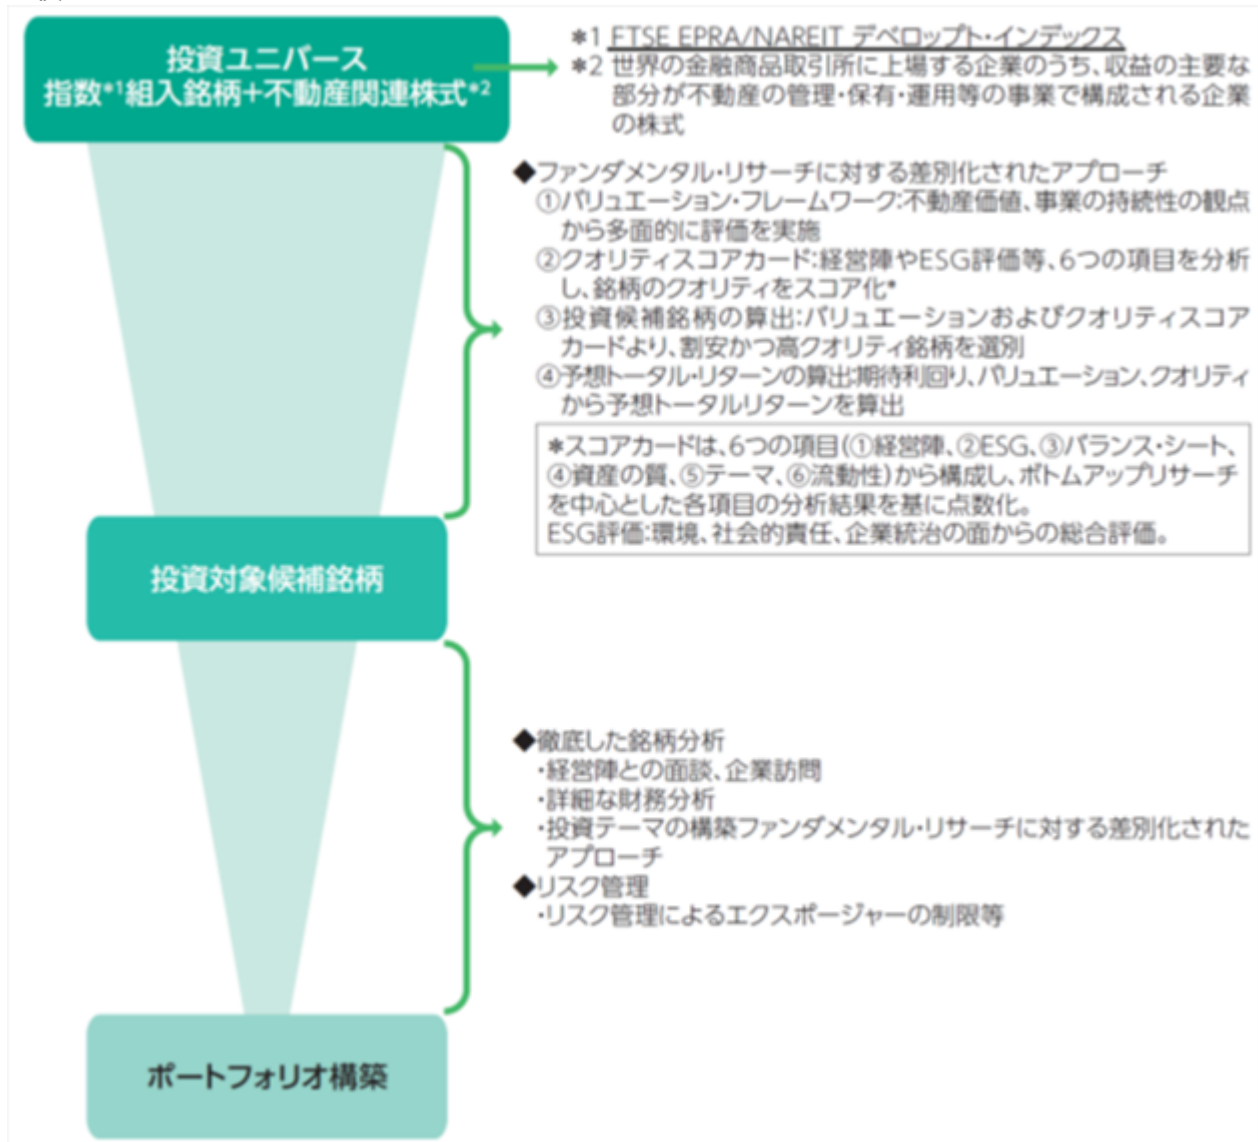 投資ユニバース
指数*1組入銘柄+不動産関連株式*2
*1 FTSE EPRA/NAREIT デベロップト・インデックス
*2 世界の金融商品取引所に上場する企業のうち、収益の主要な
部分が不動産の管理・保有・運用等の事業で構成される企業
の株式
◆ファンダメンタル・リサーチに対する差別化されたアプローチ
①バリュエーション・フレームワーク:不動産価値、事業の持続性の観点
から多面的に評価を実施
②クオリティスコアカード:経営陣やESG評価等、6つの項目を分析
し、銘柄のクオリティをスコア化*
③投資候補銘柄の算出:バリュエーションおよびクオリティスコア
カードより、割安かつ高クオリティ銘柄を選別
④予想トータル・リターンの算出:期待利回り、バリュエーション、クオリティ
から予想トータルリターンを算出
*スコアカードは、6つの項目(①経営陣、②ESG、③バランス・シート、
④資産の質、⑤テーマ、⑥流動性)から構成し、ボトムアップリサーチ
を中心とした各項目の分析結果を基に点数化。
ESG評価:環境、社会的責任、企業統治の面からの総合評価。
投資対象候補銘柄
◆徹底した銘柄分析
・経営陣との面談、企業訪問
・詳細な財務分析
・投資テーマの構築ファンダメンタル・リサーチに対する差別化された
アプローチ
◆リスク管理
・リスク管理によるエクスポージャーの制限等
ポートフォリオ構築